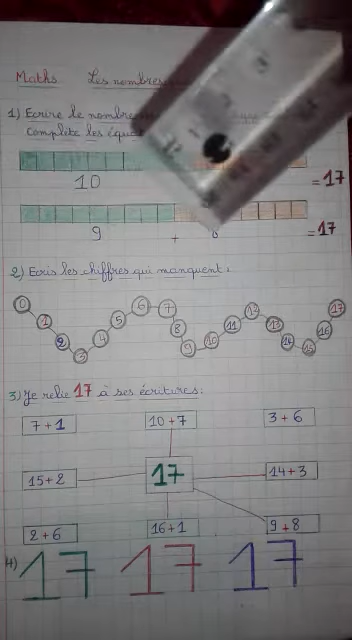 Maths Les nombres
1) Ecrire le nombre
complète les éga
10 = 17
9 + 8 = 17
2) Ecris les chiffres qui manquent :
0 1 2 3 4 5 6 7 8 9 10 11 12 13 14 15 16 17
3) Je relie 17 à ses écritures :
7 + 1 10 + 7 3 + 6
15 + 2 17 14 + 3
2 + 6 16 + 1 9 + 8
4) 17 17 17